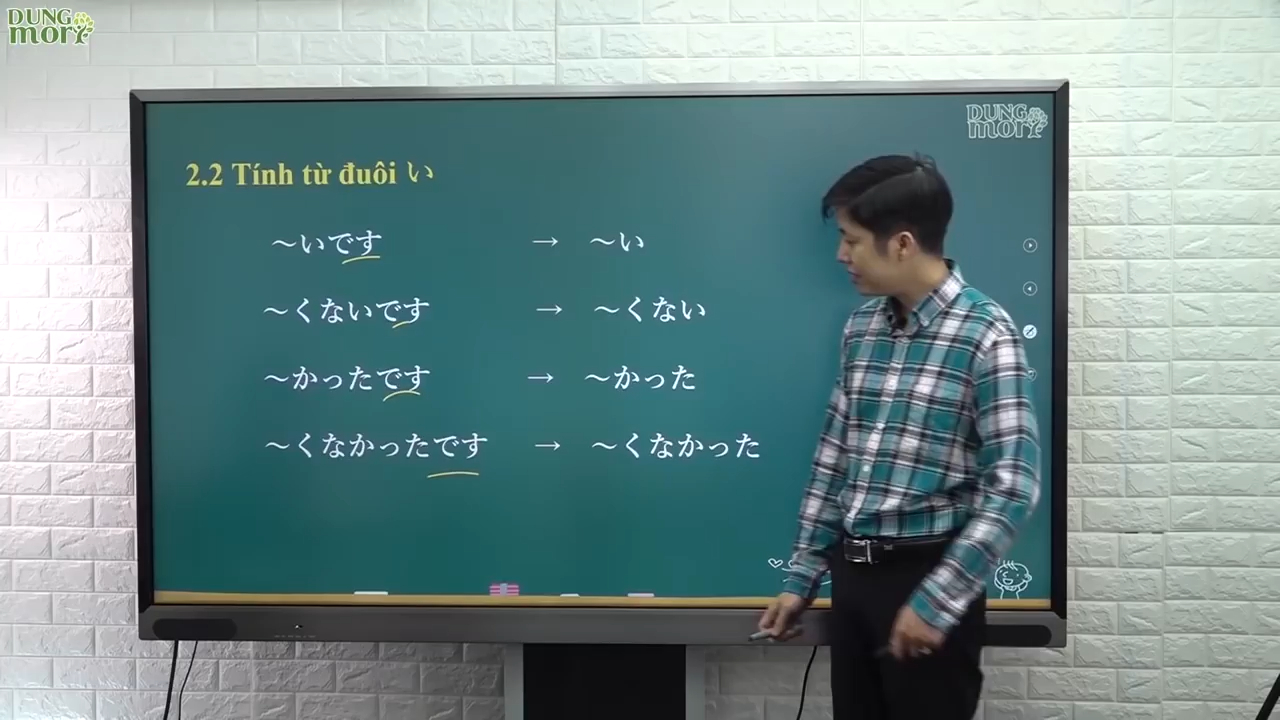 DUNG
mori
DUNG
mori
2.2 Tính từ đuôi い
～いです → ～い
～くないです → ～くない
～かったです → ～かった
～くなかったです → ～くなかった